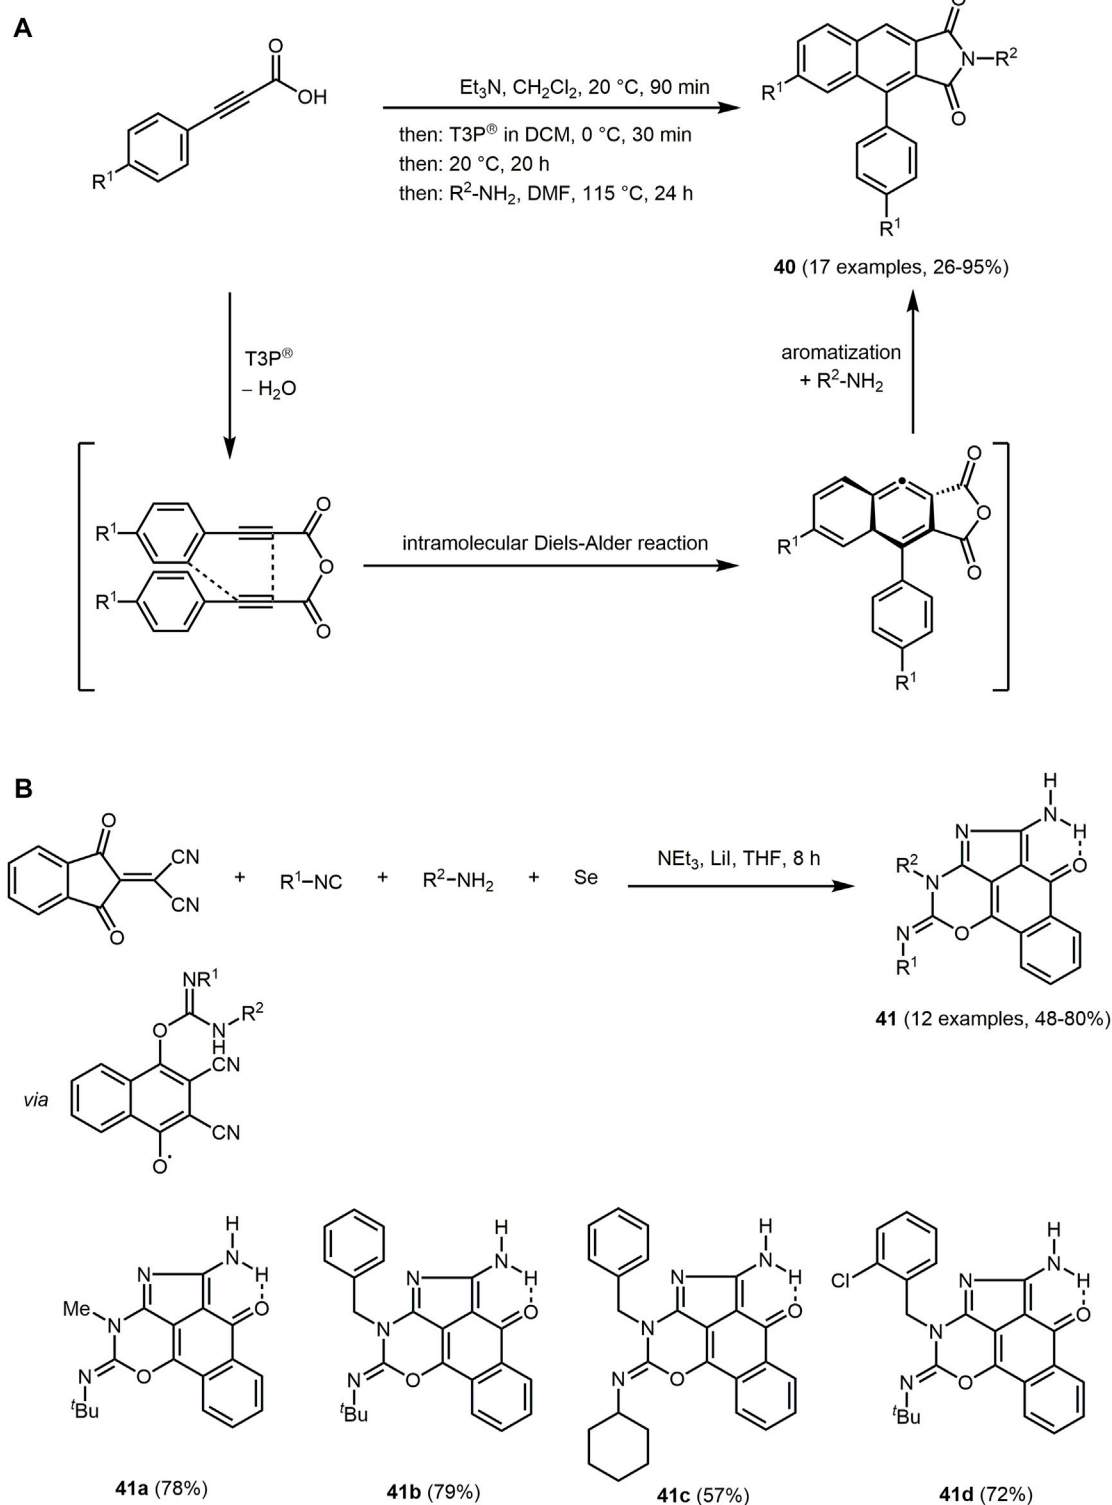 A
O
OH
R¹
Et₃N, CH₂Cl₂, 20 °C, 90 min
then: T3P® in DCM, 0 °C, 30 min
then: 20 °C, 20 h
then: R²-NH₂, DMF, 115 °C, 24 h
O
N–R²
O
R¹
R¹
40 (17 examples, 26-95%)
T3P®
– H₂O
aromatization
+ R²-NH₂
R¹
O
O
R¹
O
intramolecular Diels-Alder reaction
O
O
O
R¹
R¹
B
O
CN
CN
O
+
R¹–NC
+
R²–NH₂
+
Se
NEt₃, LiI, THF, 8 h
H
N
N
H
R²
O
N
N
O
R¹
41 (12 examples, 48-80%)
via
NR¹
R²
O
N
H
CN
CN
O·
H
N
N
H
Me
O
N
N
O
ᵗBu
41a (78%)
H
N
N
H
O
N
N
O
ᵗBu
41b (79%)
H
N
N
H
O
N
N
O
41c (57%)
H
N
Cl
N
H
O
N
N
O
ᵗBu
41d (72%)